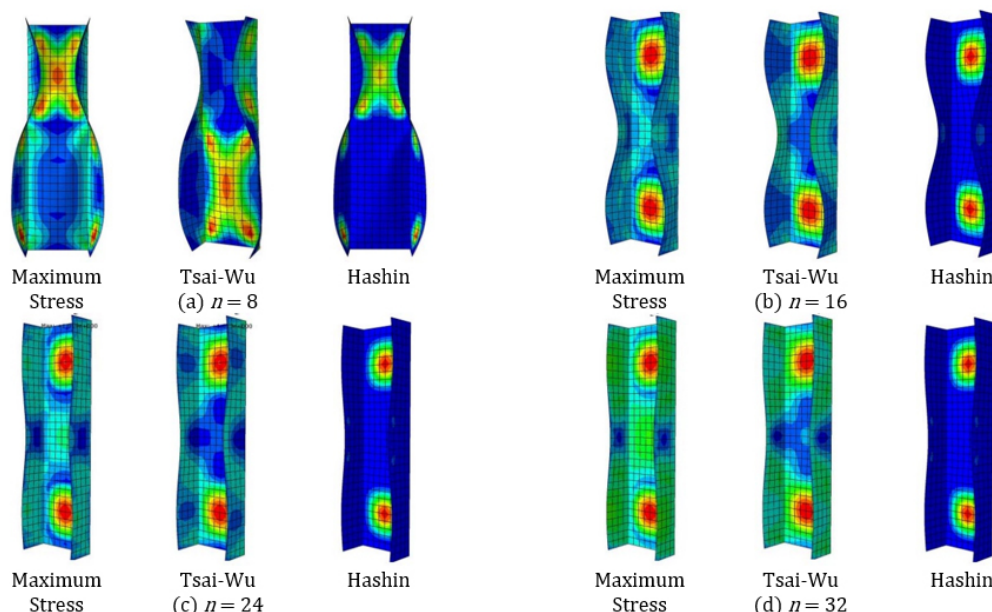 Maximum Stress
Tsai-Wu
Hashin
(a) n = 8
Maximum Stress
Tsai-Wu
Hashin
(b) n = 16
Maximum Stress
Tsai-Wu
Hashin
(c) n = 24
Maximum Stress
Tsai-Wu
Hashin
(d) n = 32